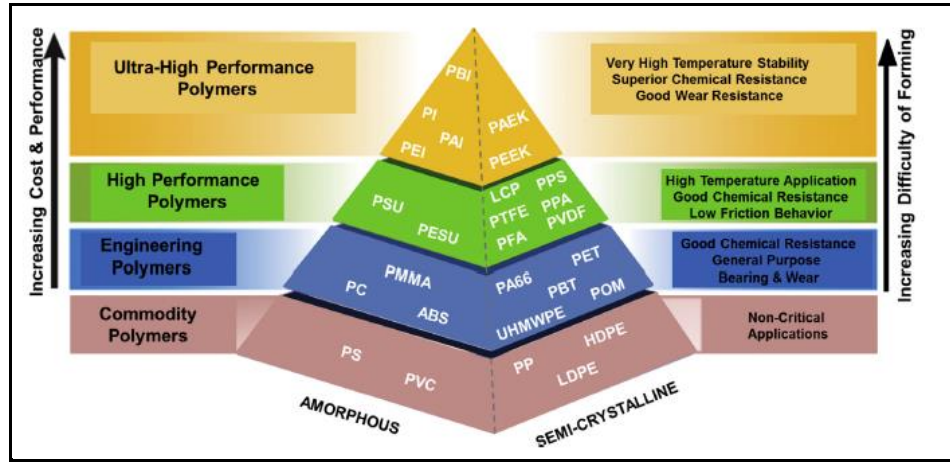 Increasing Cost & Performance
Ultra-High Performance
Polymers
PBI
PI
PAI
PEI
PAEK
PEEK
Very High Temperature Stability
Superior Chemical Resistance
Good Wear Resistance
Increasing Difficulty of Forming
High Performance
Polymers
PSU
PESU
LCP
PPS
PTFE
PPA
PFA
PVDF
High Temperature Application
Good Chemical Resistance
Low Friction Behavior
Engineering
Polymers
PMMA
PC
ABS
PA66
PET
PBT
POM
UHMWPE
Good Chemical Resistance
General Purpose
Bearing & Wear
Commodity
Polymers
PS
PVC
PP
HDPE
LDPE
Non-Critical
Applications
AMORPHOUS
SEMI-CRYSTALLINE